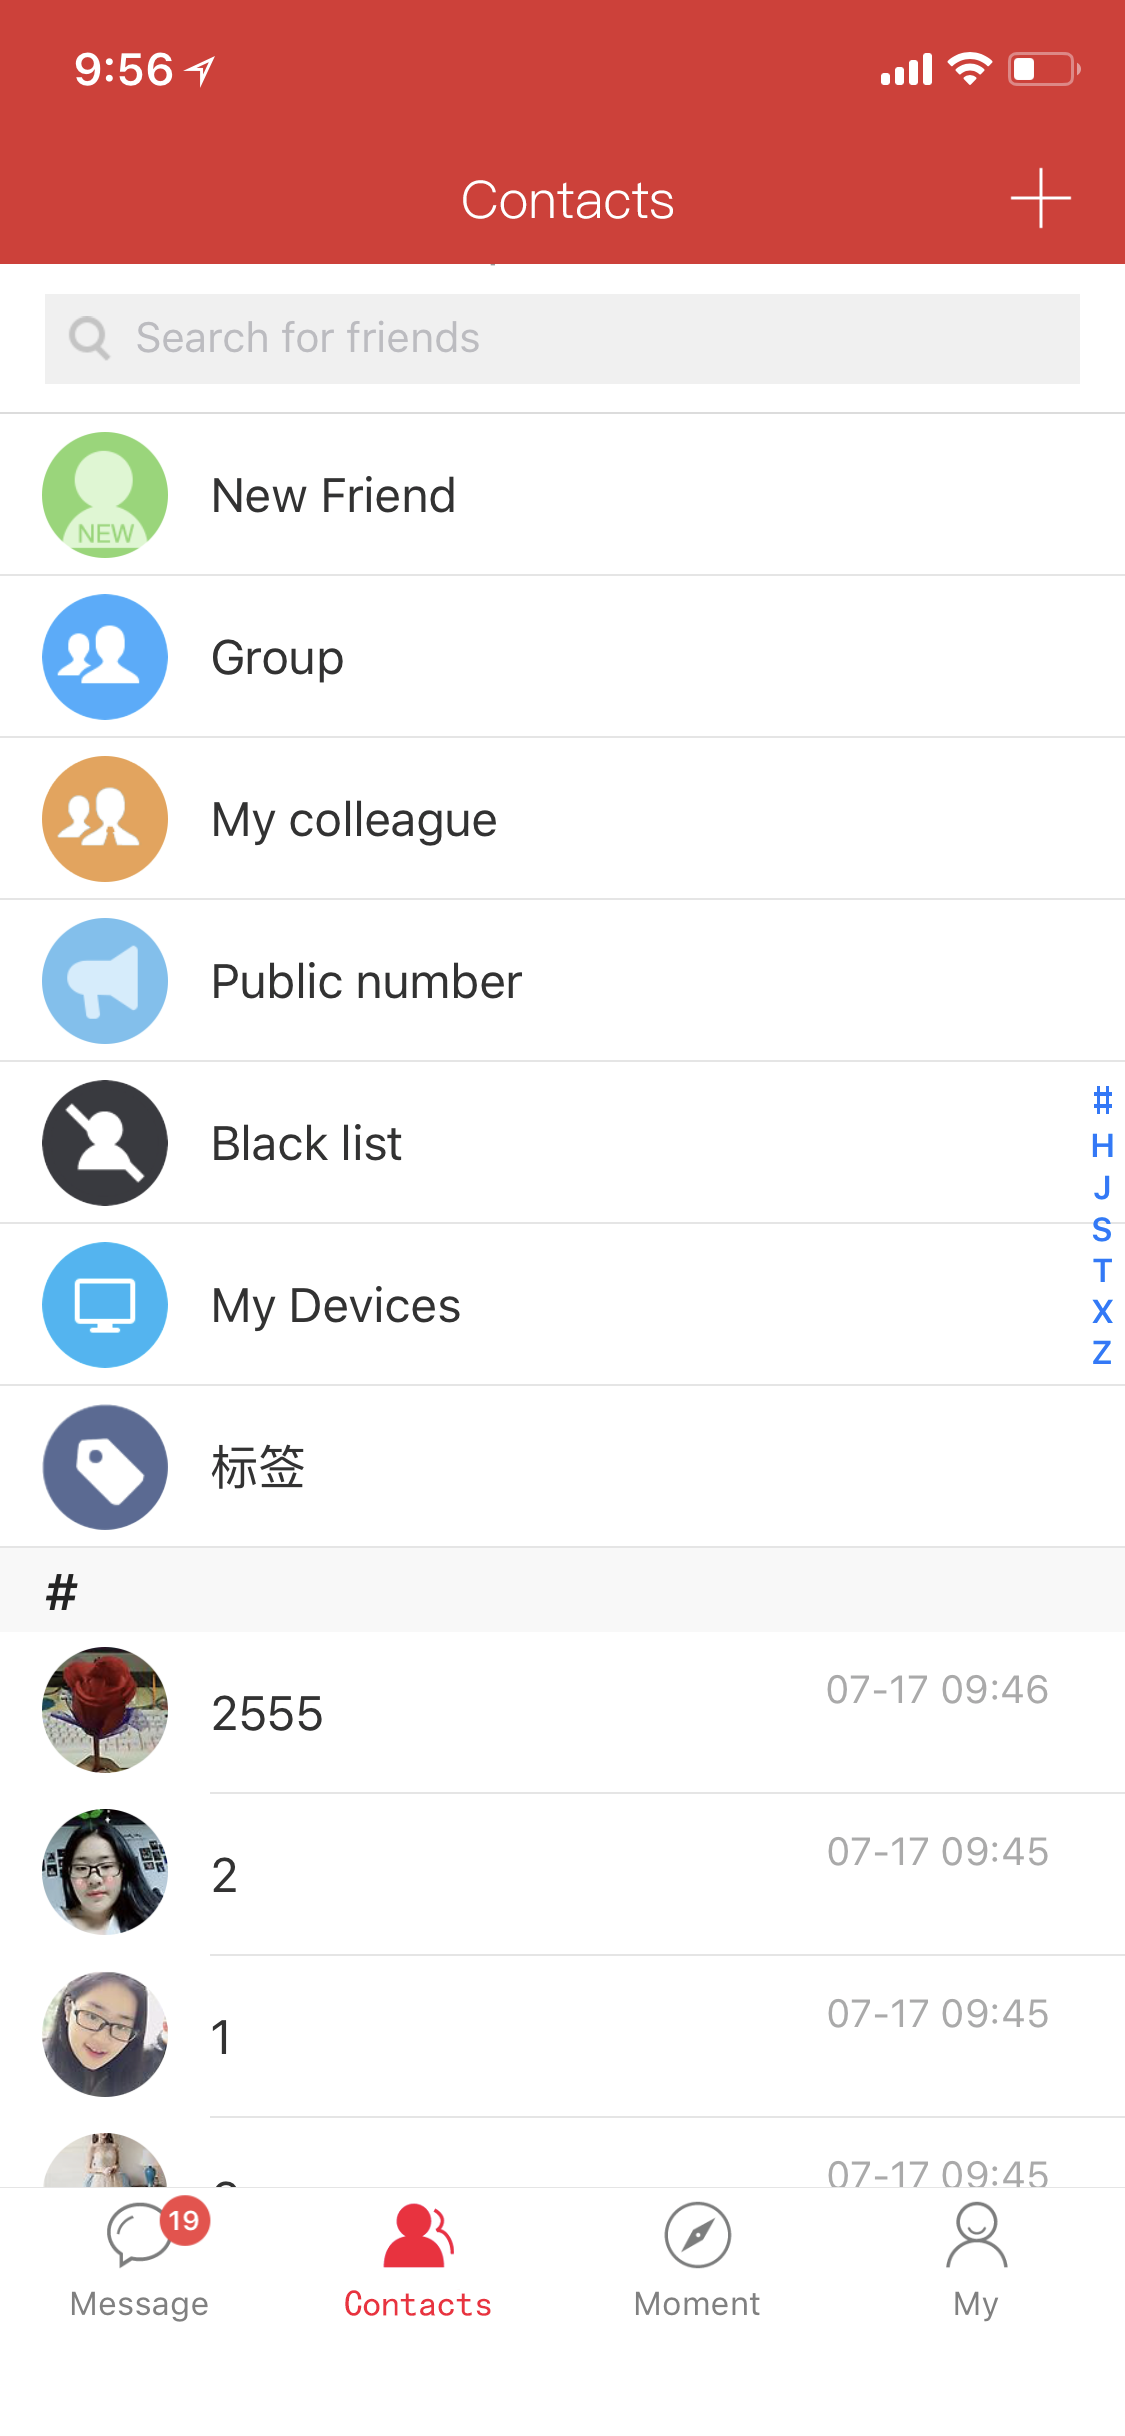 9:56
Contacts
Search for friends
New Friend
NEW
Group
My colleague
Public number
Black list
My Devices
标签
#
H
J
S
T
X
Z
#
2555
07-17 09:46
2
07-17 09:45
1
07-17 09:45
07-17 09:45
19
Message
Contacts
Moment
My